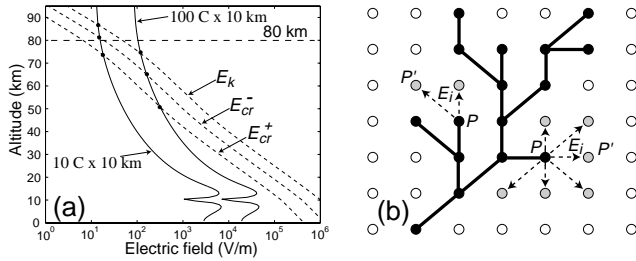 90
80
70
60
50
40
30
20
10
0
Altitude (km)
100 C x 10 km
80 km
E_k
E_cr^-
E_cr^+
10 C x 10 km
(a)
10^0 10^1 10^2 10^3 10^4 10^5 10^6
Electric field (V/m)
P' E_i
P
P E_i P'
(b)